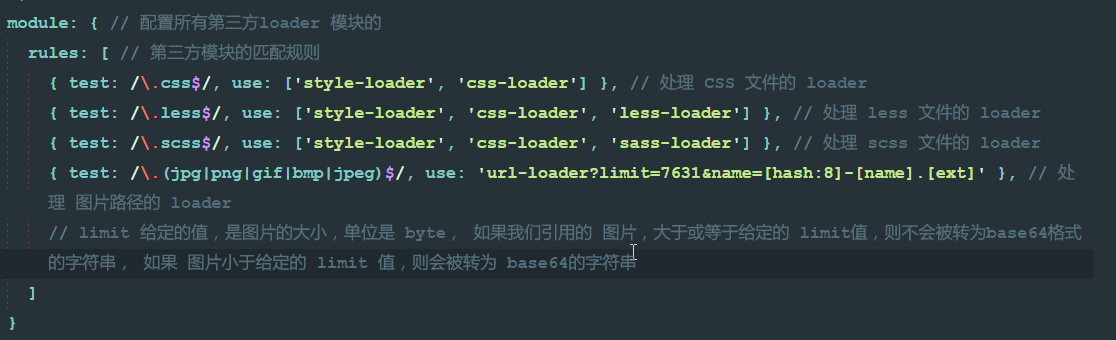 module: { // 配置所有第三方loader 模块的
rules: [ // 第三方模块的匹配规则
{ test: /\.css$/, use: ['style-loader', 'css-loader'] }, // 处理 CSS 文件的 loader
{ test: /\.less$/, use: ['style-loader', 'css-loader', 'less-loader'] }, // 处理 less 文件的 loader
{ test: /\.scss$/, use: ['style-loader', 'css-loader', 'sass-loader'] }, // 处理 scss 文件的 loader
{ test: /\.(jpg|png|gif|bmp|jpeg)$/, use: 'url-loader?limit=7631&name=[hash:8]-[name].[ext]' }, // 处
理 图片路径的 loader
// limit 给定的值，是图片的大小，单位是 byte， 如果我们引用的 图片，大于或等于给定的 limit值，则不会被转为base64格式
的字符串， 如果 图片小于给定的 limit 值，则会被转为 base64的字符串
]
}